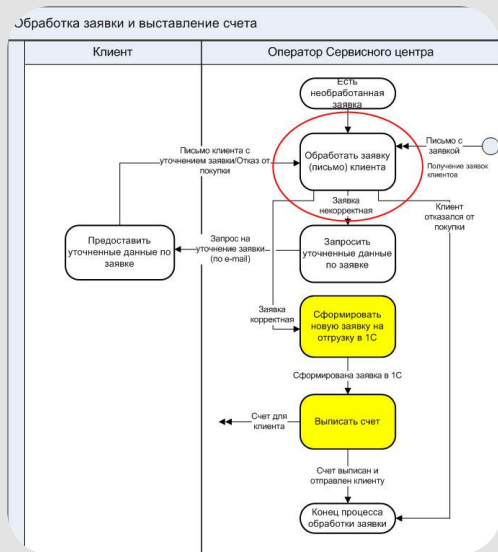 Обработка заявки и выставление счета
Клиент
Оператор Сервисного центра
Есть
необработанная
заявка
Письмо клиента с
уточнением заявки/Отказ от
покупки
Обработать заявку
(письмо) клиента
Письмо с
заявкой
Получение заявок
клиентов
Заявка
некорректная
Клиент
отказался от
покупки
Предоставить
уточненные данные по
заявке
Запрос на
уточнение заявки
(по e-mail)
Запросить
уточненные данные
по заявке
Заявка
корректная
Сформировать
новую заявку на
отгрузку в 1С
Сформирована заявка в 1С
Счет для
клиента
Выписать счет
Счет выписан и
отправлен клиенту
Конец процесса
обработки заявки